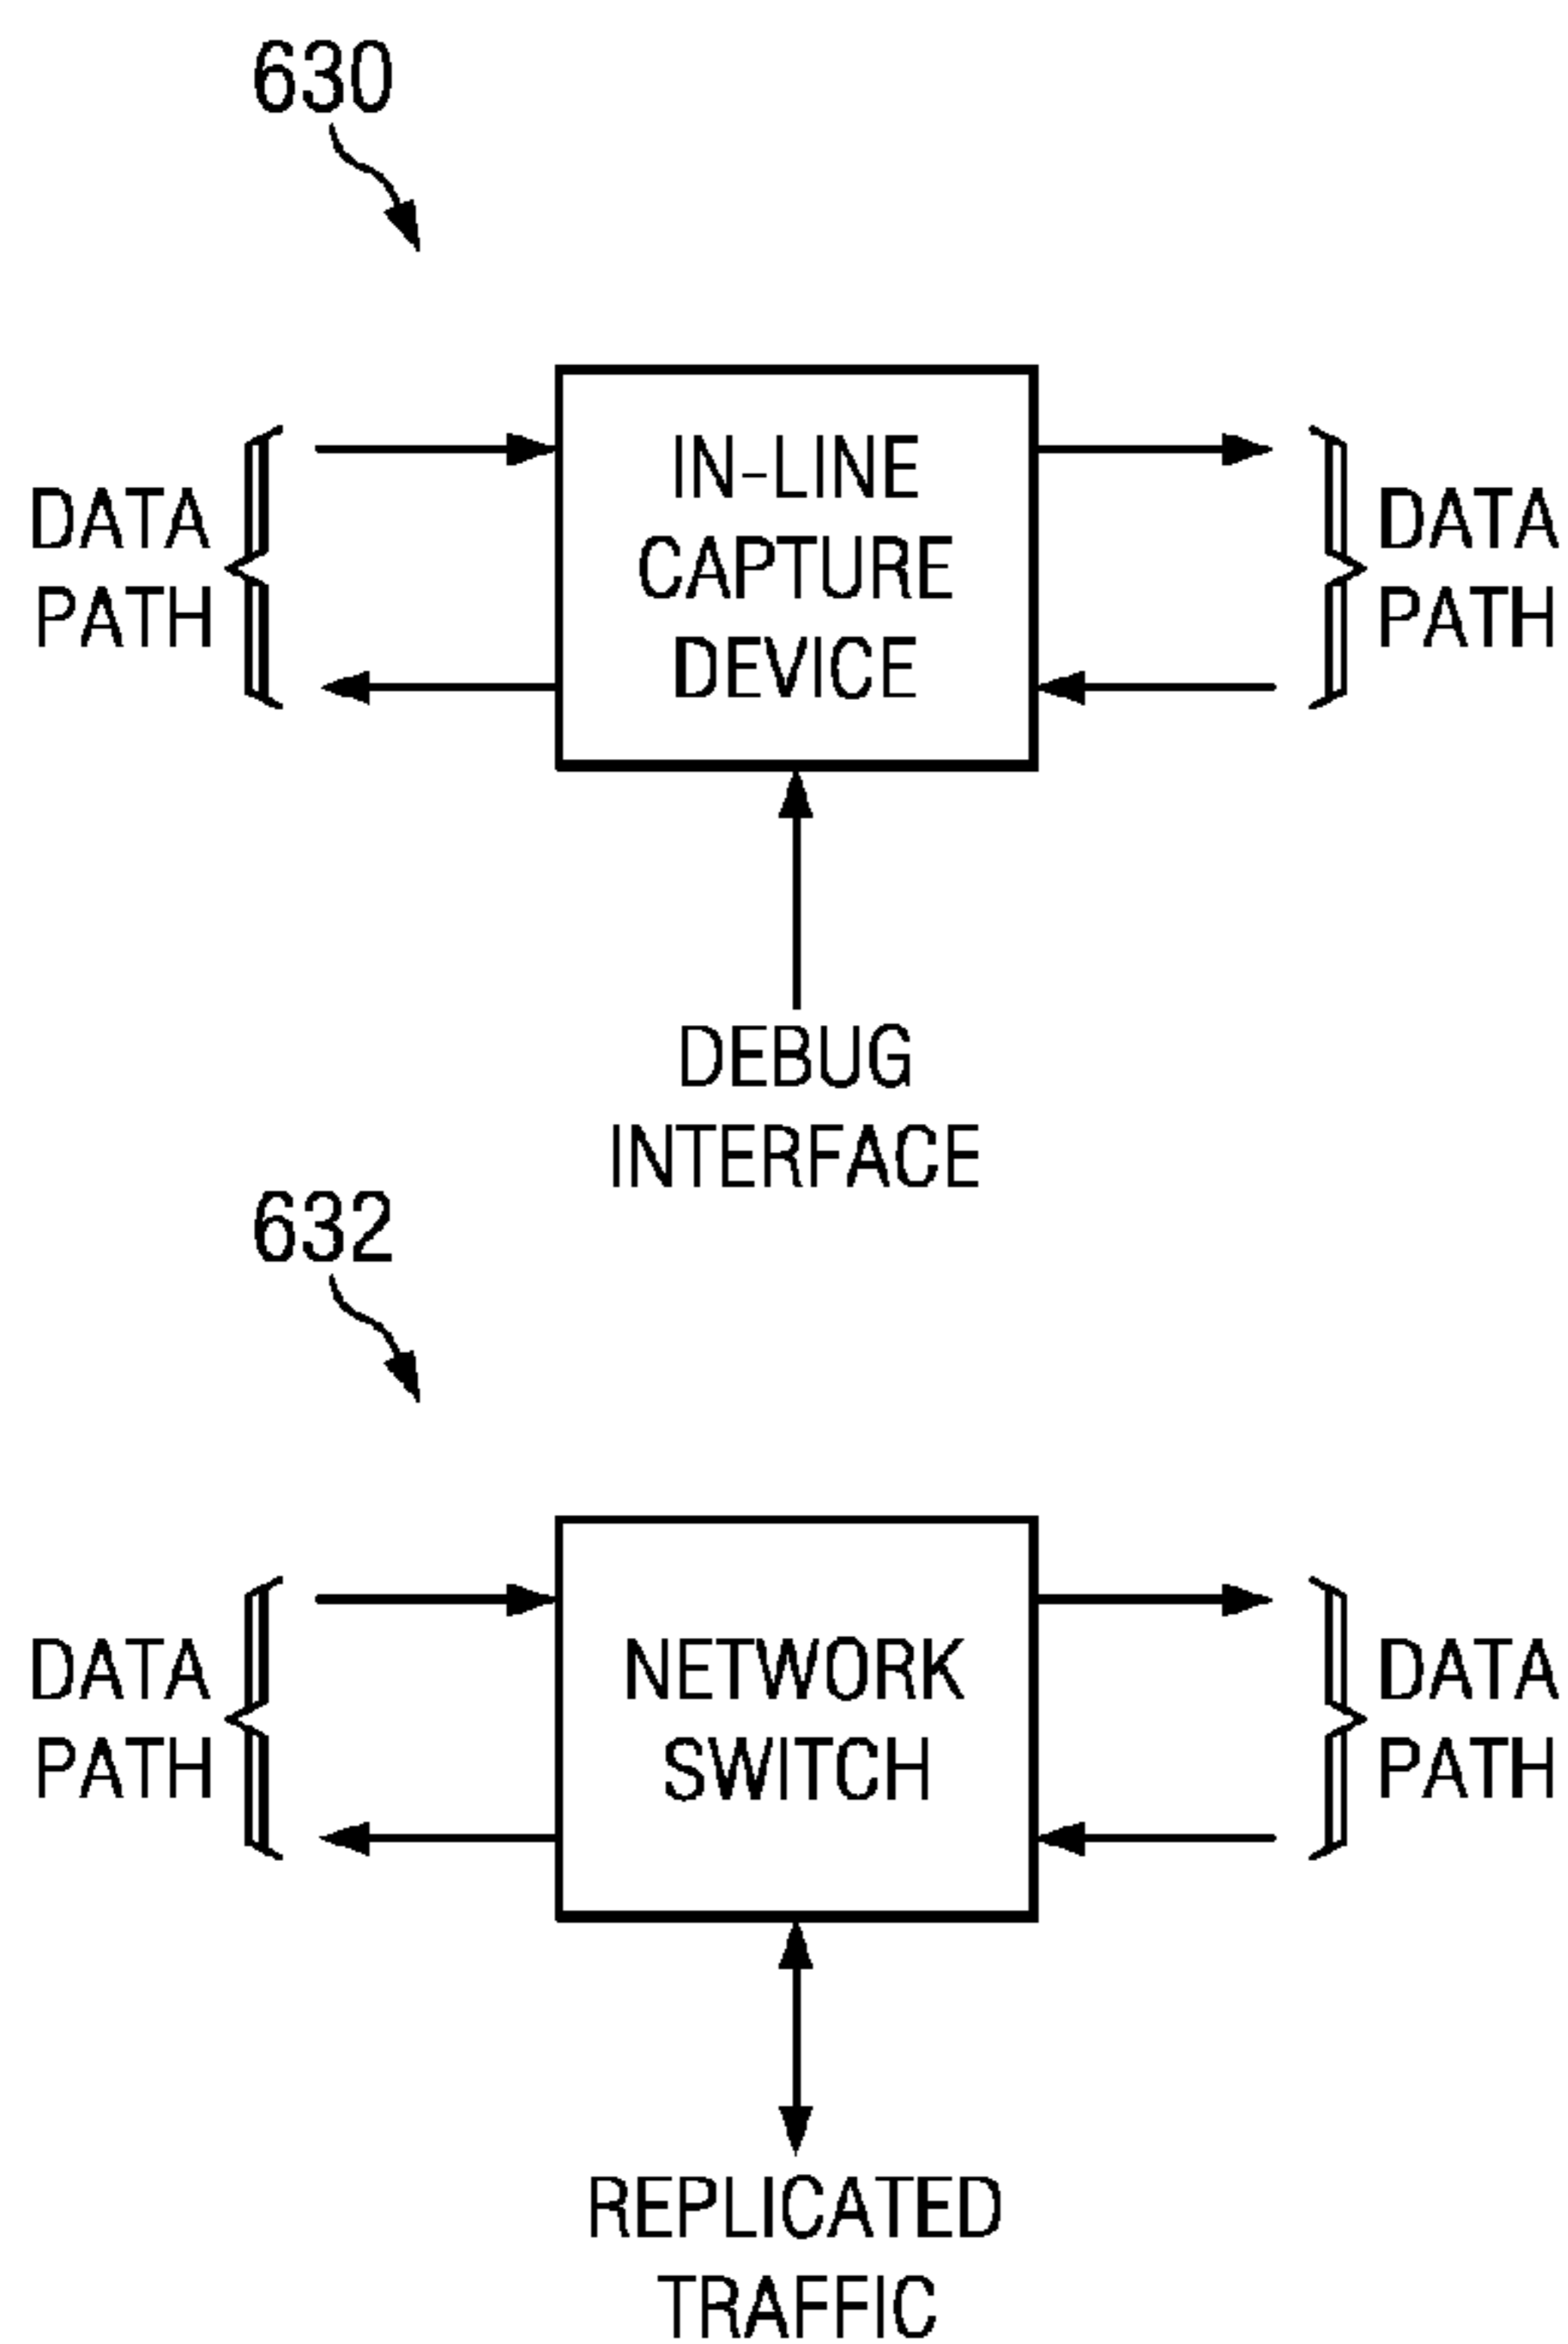 630
IN-LINE
CAPTURE
DEVICE
DATA
PATH
DATA
PATH
DEBUG
INTERFACE
632
NETWORK
SWITCH
DATA
PATH
DATA
PATH
REPLICATED
TRAFFIC